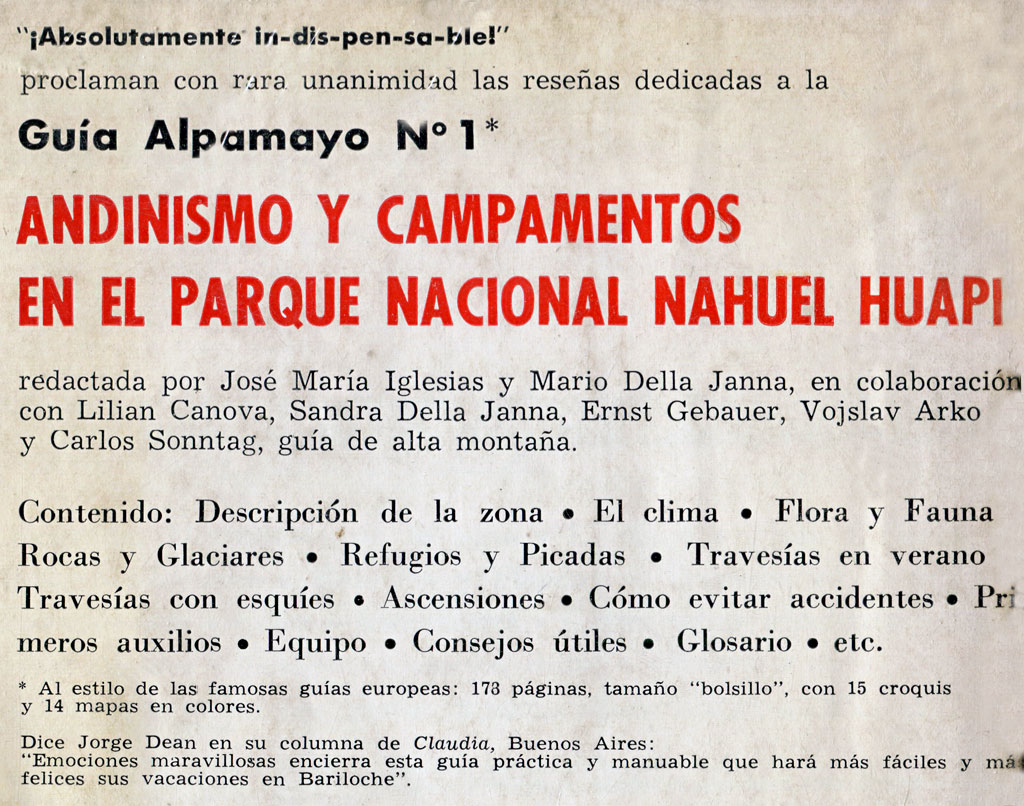 "¡Absolutamente in-dis-pen-sa-ble!"
proclaman con rara unanimidad las reseñas dedicadas a la
Guía Alpamayo Nº 1*
ANDINISMO Y CAMPAMENTOS
EN EL PARQUE NACIONAL NAHUEL HUAPI
redactada por José María Iglesias y Mario Della Janna, en colaboración
con Lilian Canova, Sandra Della Janna, Ernst Gebauer, Vojslav Arko
y Carlos Sonntag, guía de alta montaña.
Contenido: Descripción de la zona • El clima • Flora y Fauna
Rocas y Glaciares • Refugios y Picadas • Travesías en verano
Travesías con esquíes • Ascensiones • Cómo evitar accidentes • Pri
meros auxilios • Equipo • Consejos útiles • Glosario • etc.
* Al estilo de las famosas guías europeas: 173 páginas, tamaño "bolsillo", con 15 croquis
y 14 mapas en colores.
Dice Jorge Dean en su columna de Claudia, Buenos Aires:
"Emociones maravillosas encierra esta guía práctica y manuable que hará más fáciles y más
felices sus vacaciones en Bariloche".